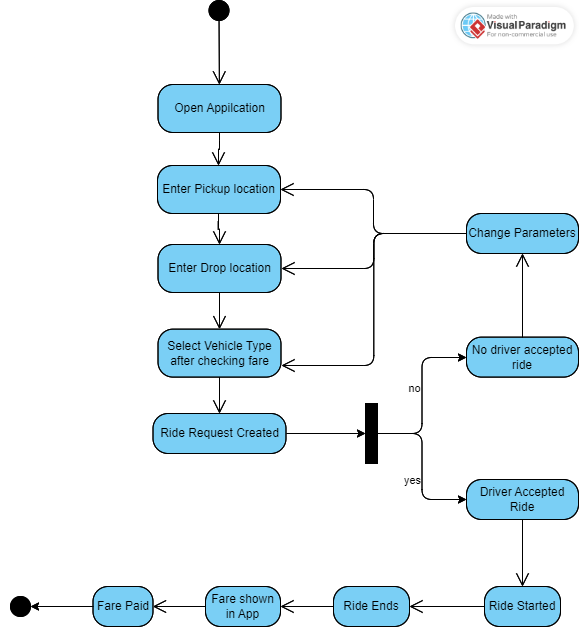 Made with
Visual Paradigm
For non-commercial use
Open Appilcation
Enter Pickup location
Change Parameters
Enter Drop location
Select Vehicle Type
after checking fare
No driver accepted
ride
no
Ride Request Created
yes
Driver Accepted
Ride
Fare Paid
Fare shown
in App
Ride Ends
Ride Started